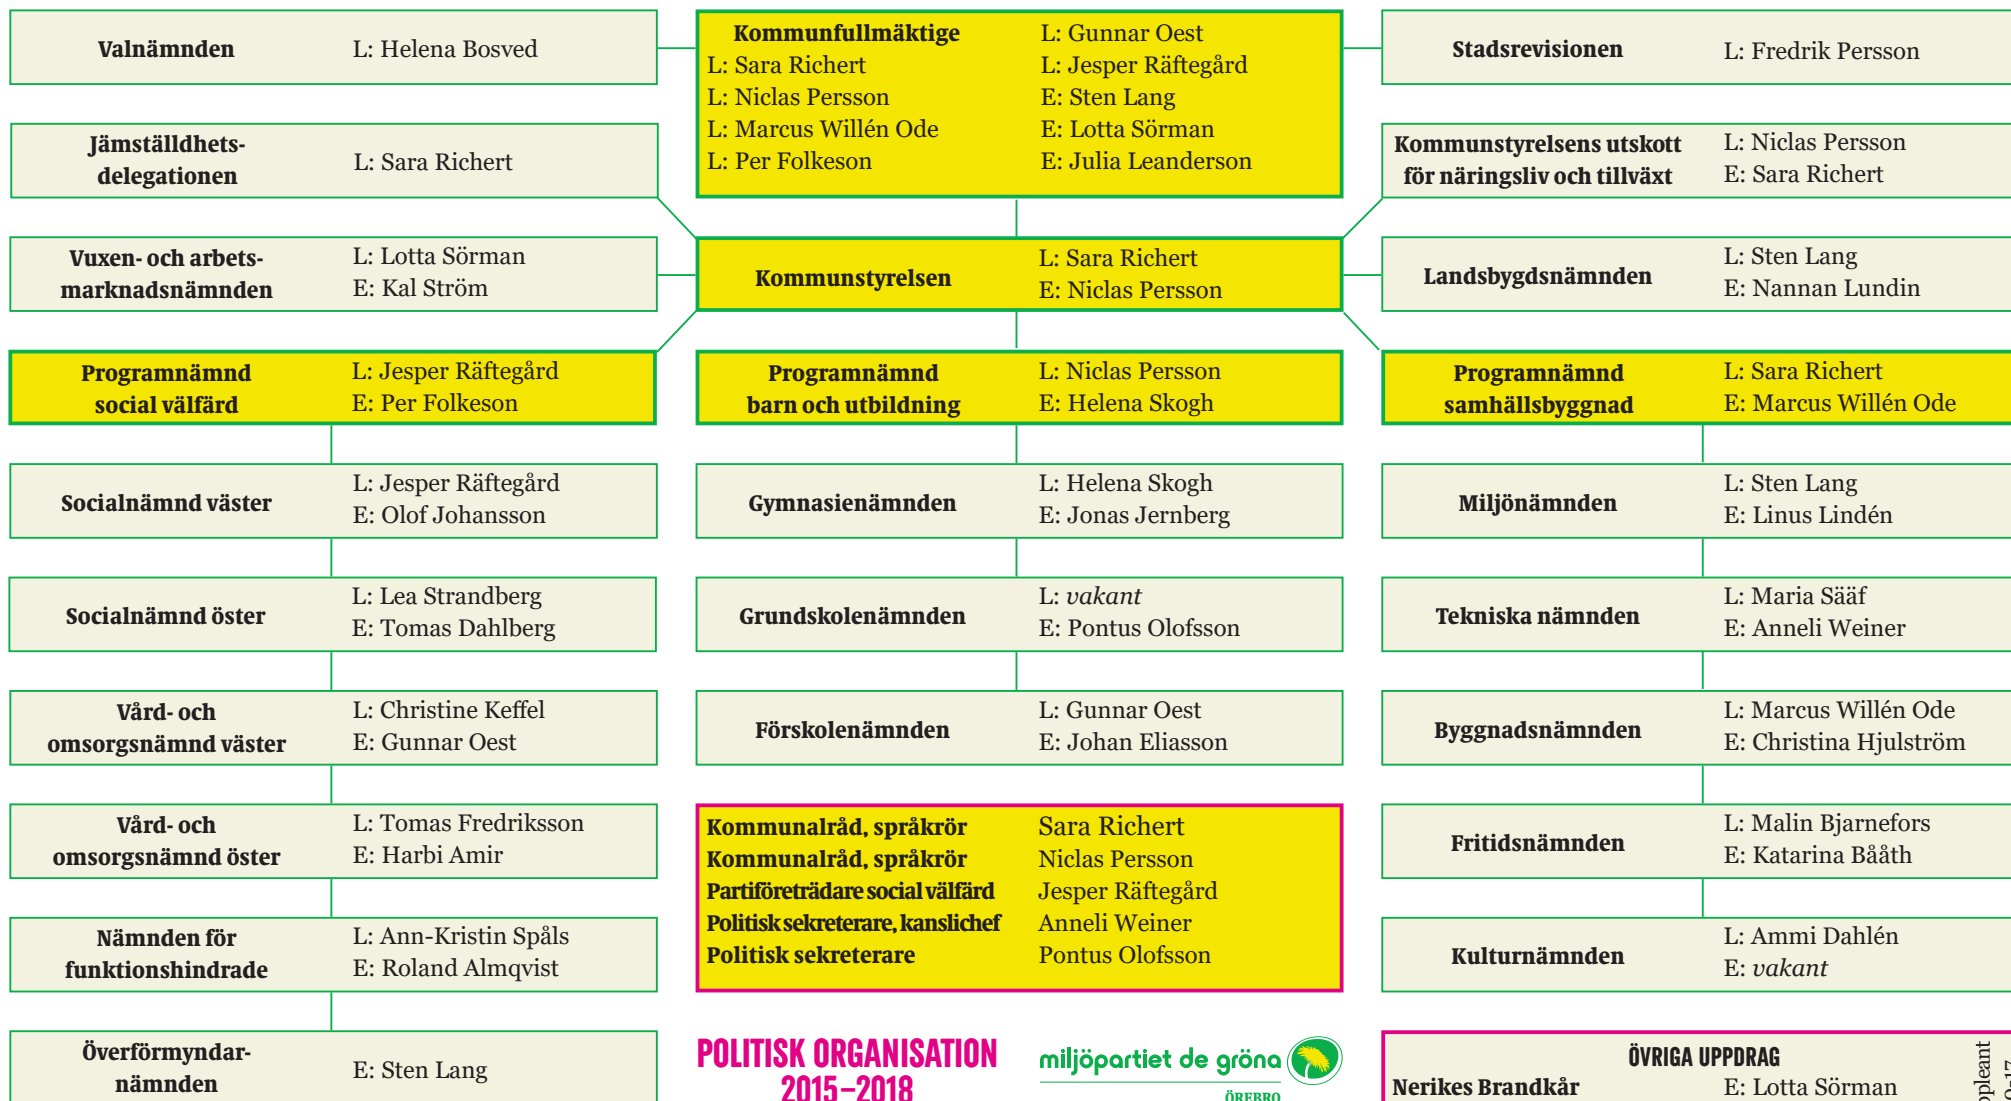 Valnämnden L: Helena Bosved
Kommunfullmäktige L: Gunnar Oest
L: Sara Richert L: Jesper Räftegård
L: Niclas Persson E: Sten Lang
L: Marcus Willén Ode E: Lotta Sörman
L: Per Folkeson E: Julia Leanderson
Stadsrevisionen L: Fredrik Persson
Jämställdhets-
delegationen
L: Sara Richert
Kommunstyrelsens utskott L: Niclas Persson
för näringsliv och tillväxt E: Sara Richert
Vuxen- och arbets- L: Lotta Sörman
marknadsnämnden E: Kal Ström
Kommunstyrelsen
L: Sara Richert
E: Niclas Persson
Landsbygdsnämnden
L: Sten Lang
E: Nannan Lundin
Programnämnd L: Jesper Räftegård
social välfärd E: Per Folkeson
Programnämnd L: Niclas Persson
barn och utbildning E: Helena Skogh
Programnämnd L: Sara Richert
samhällsbyggnad E: Marcus Willén Ode
Socialnämnd väster
L: Jesper Räftegård
E: Olof Johansson
Gymnasienämnden
L: Helena Skogh
E: Jonas Jernberg
Miljönämnden
L: Sten Lang
E: Linus Lindén
Socialnämnd öster
L: Lea Strandberg
E: Tomas Dahlberg
Grundskolenämnden
L: vakant
E: Pontus Olofsson
Tekniska nämnden
L: Maria Sääf
E: Anneli Weiner
Vård- och L: Christine Keffel
omsorgsnämnd väster E: Gunnar Oest
Förskolenämnden
L: Gunnar Oest
E: Johan Eliasson
Byggnadsnämnden
L: Marcus Willén Ode
E: Christina Hjulström
Vård- och L: Tomas Fredriksson
omsorgsnämnd öster E: Harbi Amir
Kommunalråd, språkrör Sara Richert
Kommunalråd, språkrör Niclas Persson
Partiföreträdare social välfärd Jesper Räftegård
Politisk sekreterare, kanslichef Anneli Weiner
Politisk sekreterare Pontus Olofsson
Fritidsnämnden
L: Malin Bjarnefors
E: Katarina Bååth
Nämnden för L: Ann-Kristin Spåls
funktionshindrade E: Roland Almqvist
Kulturnämnden
L: Ammi Dahlén
E: vakant
Överförmyndar-
nämnden
E: Sten Lang
POLITISK ORGANISATION
2015–2018
miljöpartiet de gröna
ÖREBRO
ÖVRIGA UPPDRAG
Nerikes Brandkår E: Lotta Sörman